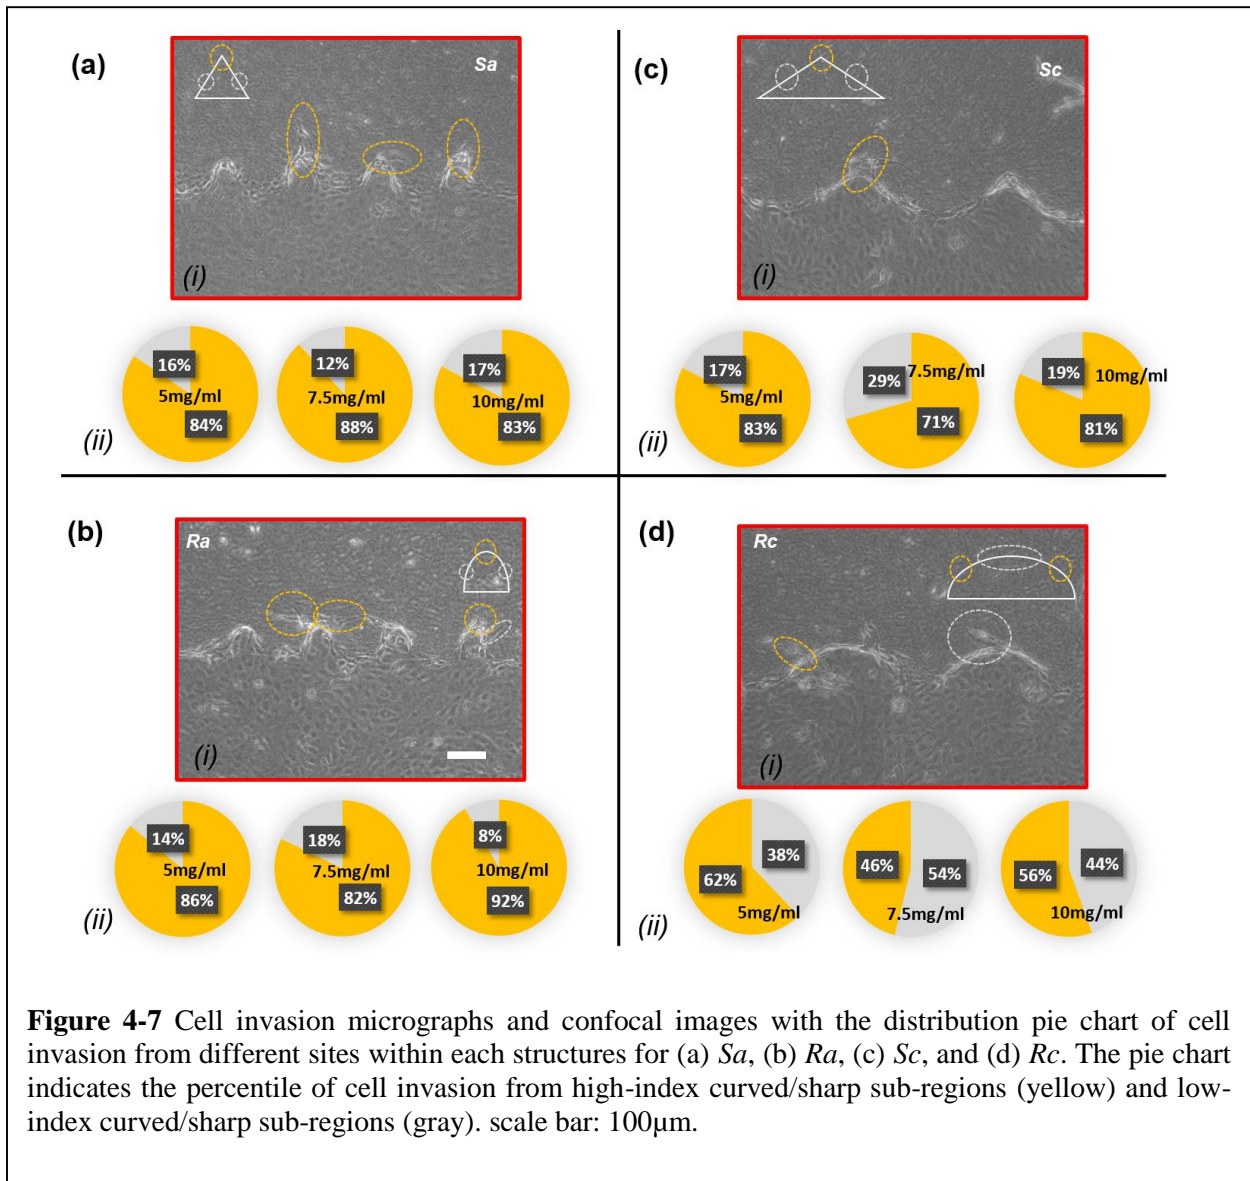 (a)
Sa
(i)
16%
5mg/ml
84%
12%
7.5mg/ml
88%
17%
10mg/ml
83%
(ii)
(c)
Sc
(i)
17%
5mg/ml
83%
29%
7.5mg/ml
71%
19%
10mg/ml
81%
(ii)
(b)
Ra
(i)
14%
5mg/ml
86%
18%
7.5mg/ml
82%
8%
10mg/ml
92%
(ii)
(d)
Rc
(i)
38%
62%
5mg/ml
46%
54%
7.5mg/ml
56%
44%
10mg/ml
(ii)
Figure 4-7 Cell invasion micrographs and confocal images with the distribution pie chart of cell
invasion from different sites within each structures for (a) Sa, (b) Ra, (c) Sc, and (d) Rc. The pie chart
indicates the percentile of cell invasion from high-index curved/sharp sub-regions (yellow) and low-
index curved/sharp sub-regions (gray). scale bar: 100μm.